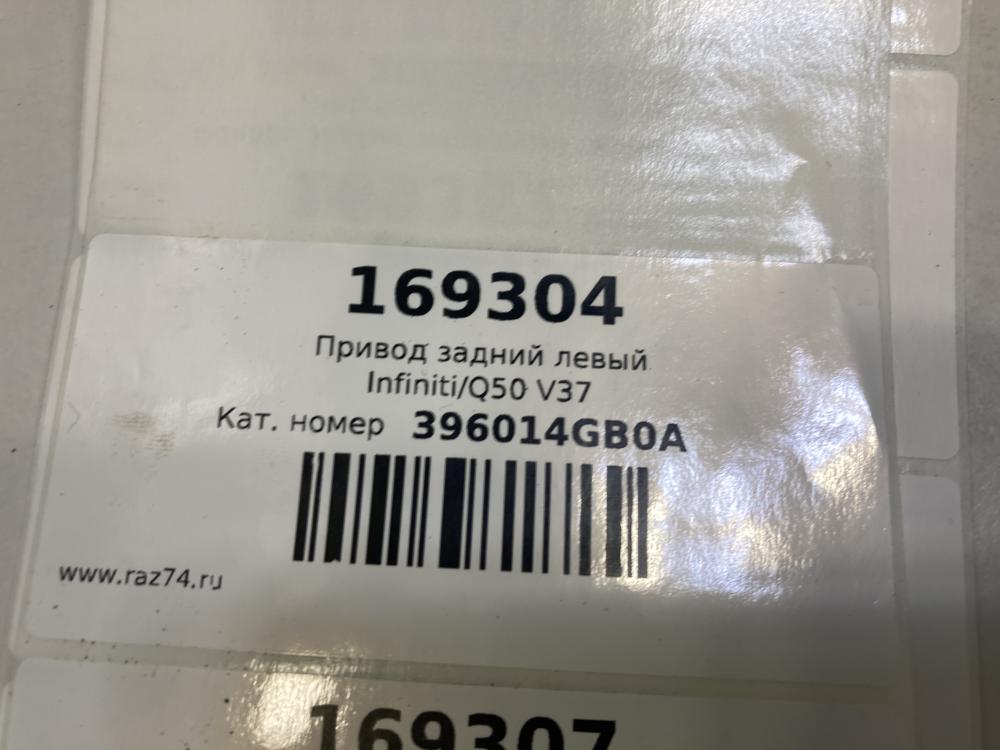 169304
Привод задний левый
Infiniti/Q50 V37
Кат. номер 396014GB0A
www.raz74.ru
169307